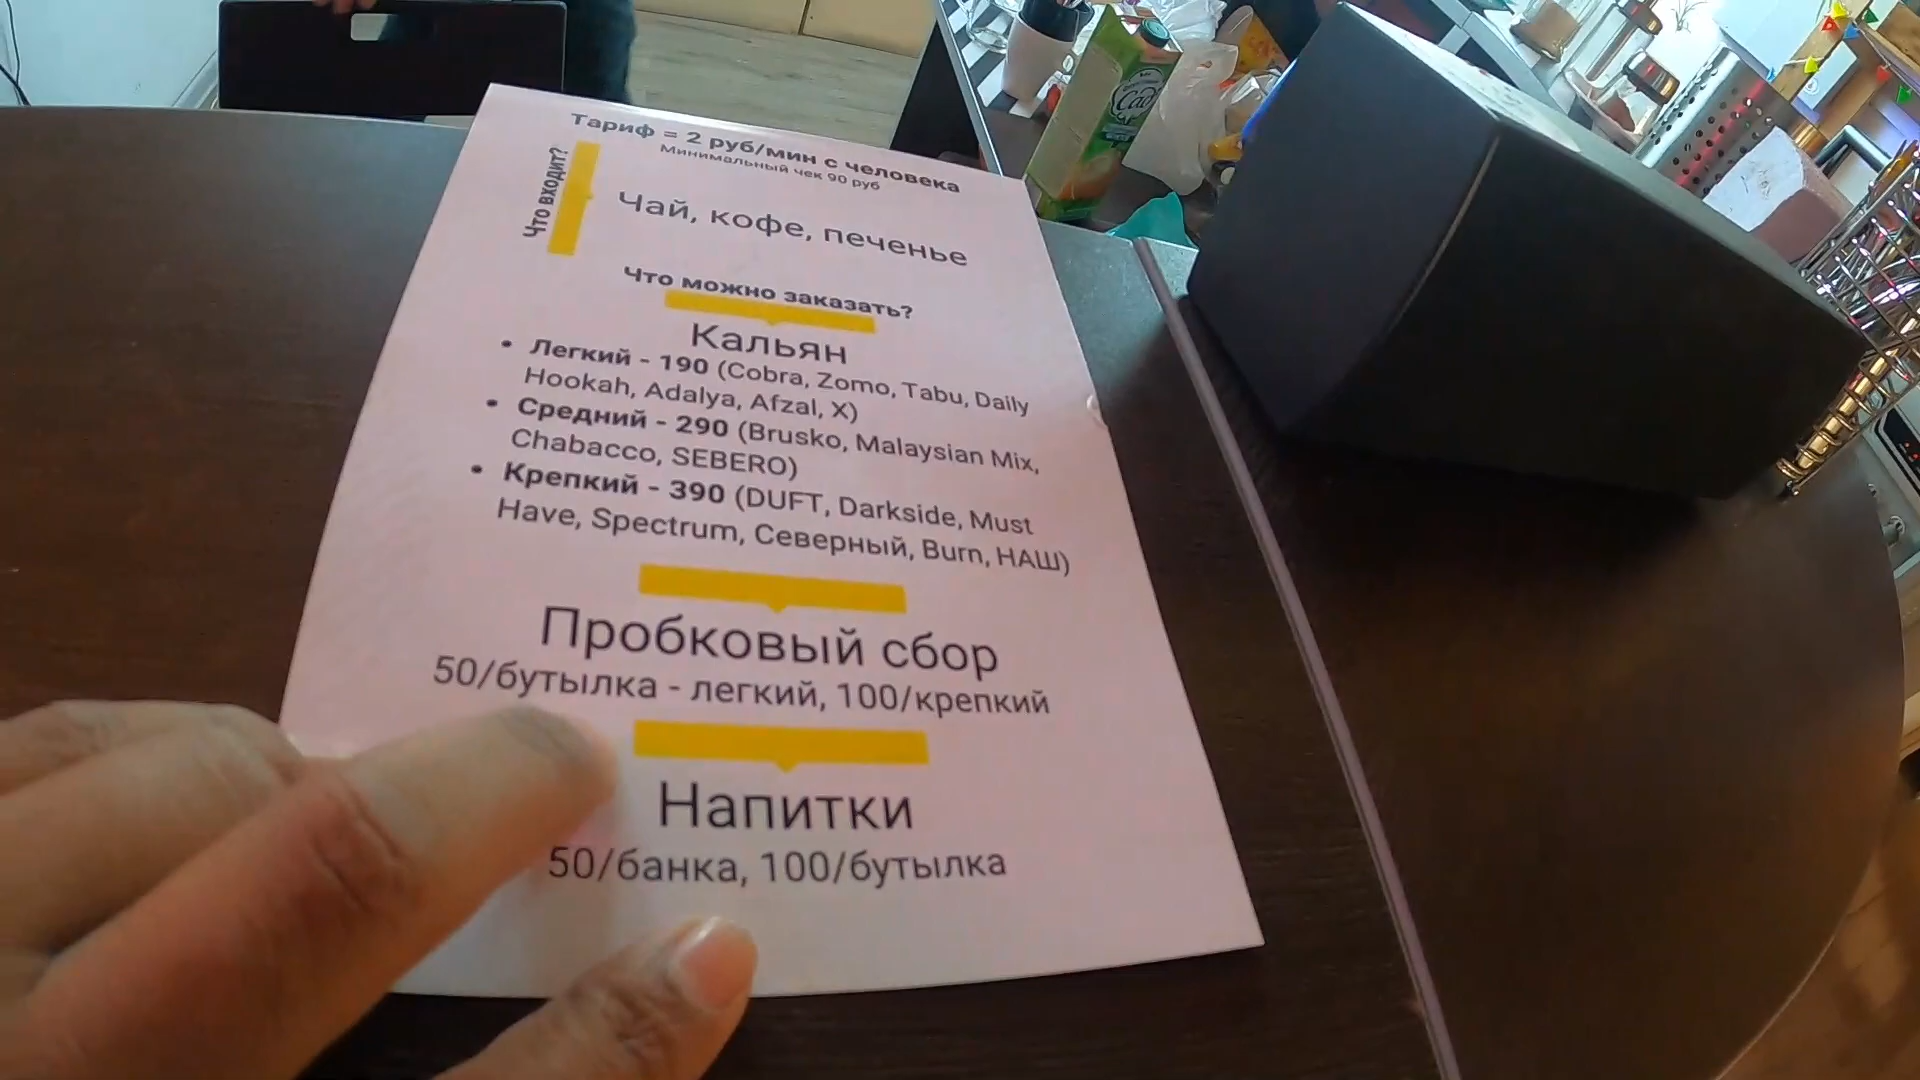 Тариф = 2 руб/мин с человека
Минимальный чек 90 руб
Что входит?
Чай, кофе, печенье
Что можно заказать?
Кальян
• Легкий - 190 (Cobra, Zomo, Tabu, Daily
Hookah, Adalya, Afzal, X)
• Средний - 290 (Brusko, Malaysian Mix,
Chabacco, SEBERO)
• Крепкий - 390 (DUFT, Darkside, Must
Have, Spectrum, Северный, Burn, НАШ)
Пробковый сбор
50/бутылка - легкий, 100/крепкий
Напитки
50/банка, 100/бутылка
Сад